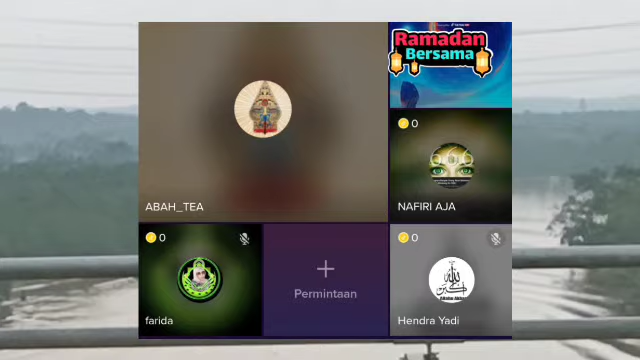 Ramadan
Bersama
0
ABAH_TEA
NAFIRI AJA
0
0
farida
Permintaan
Hendra Yadi